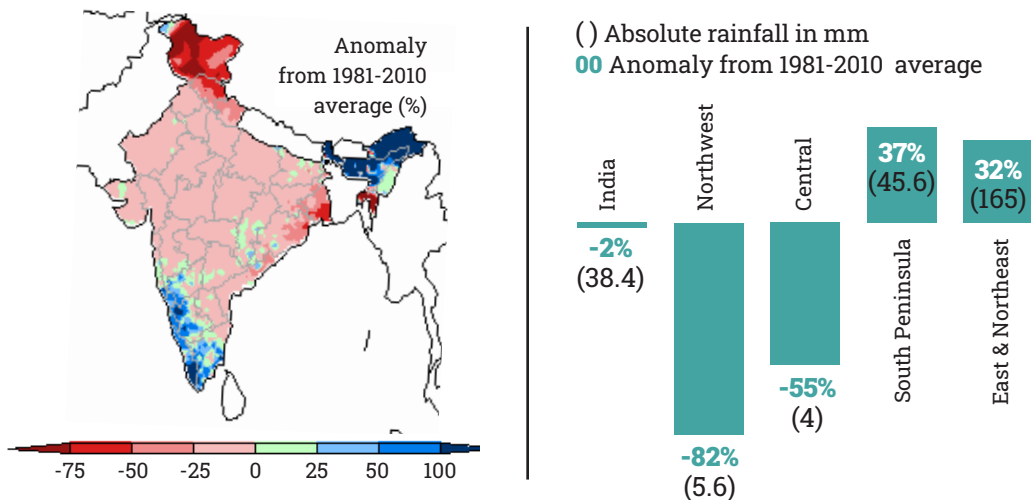 Anomaly
from 1981-2010
average (%)
-75 -50 -25 0 25 50 100
( ) Absolute rainfall in mm
00 Anomaly from 1981-2010 average
India
-2%
(38.4)
Northwest
-82%
(5.6)
Central
-55%
(4)
37%
(45.6)
South Peninsula
32%
(165)
East & Northeast